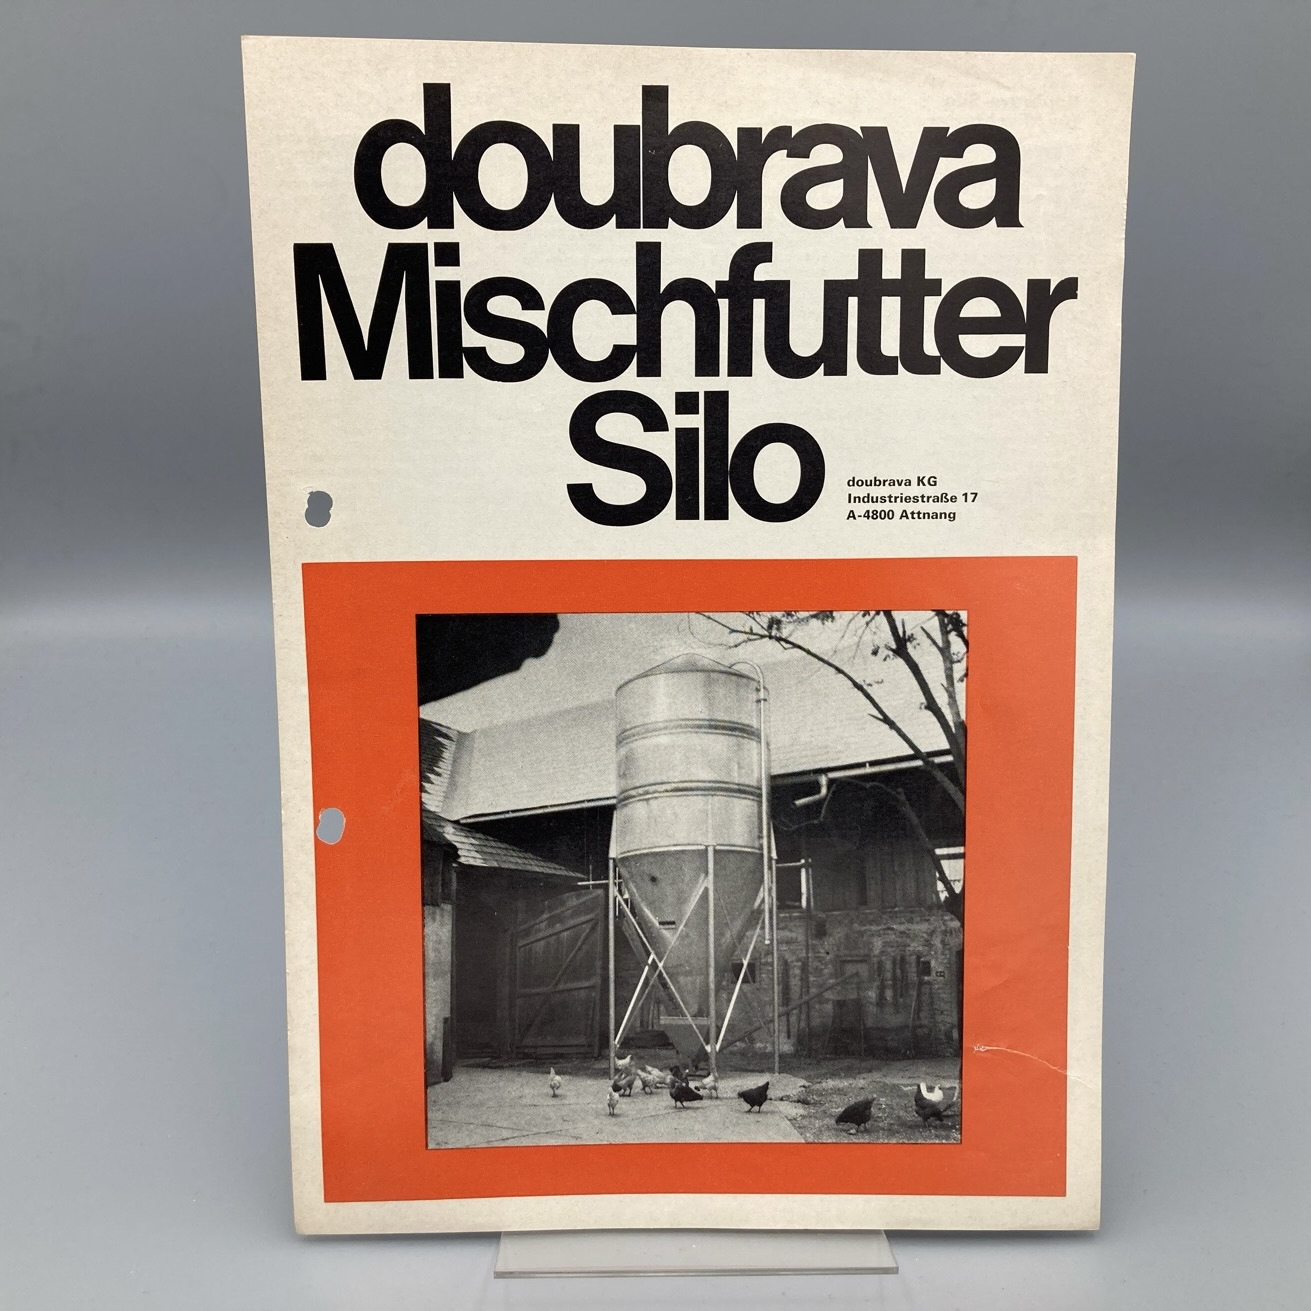 doubrava
Mischfutter
Silo
doubrava KG
Industriestraße 17
A-4800 Attnang